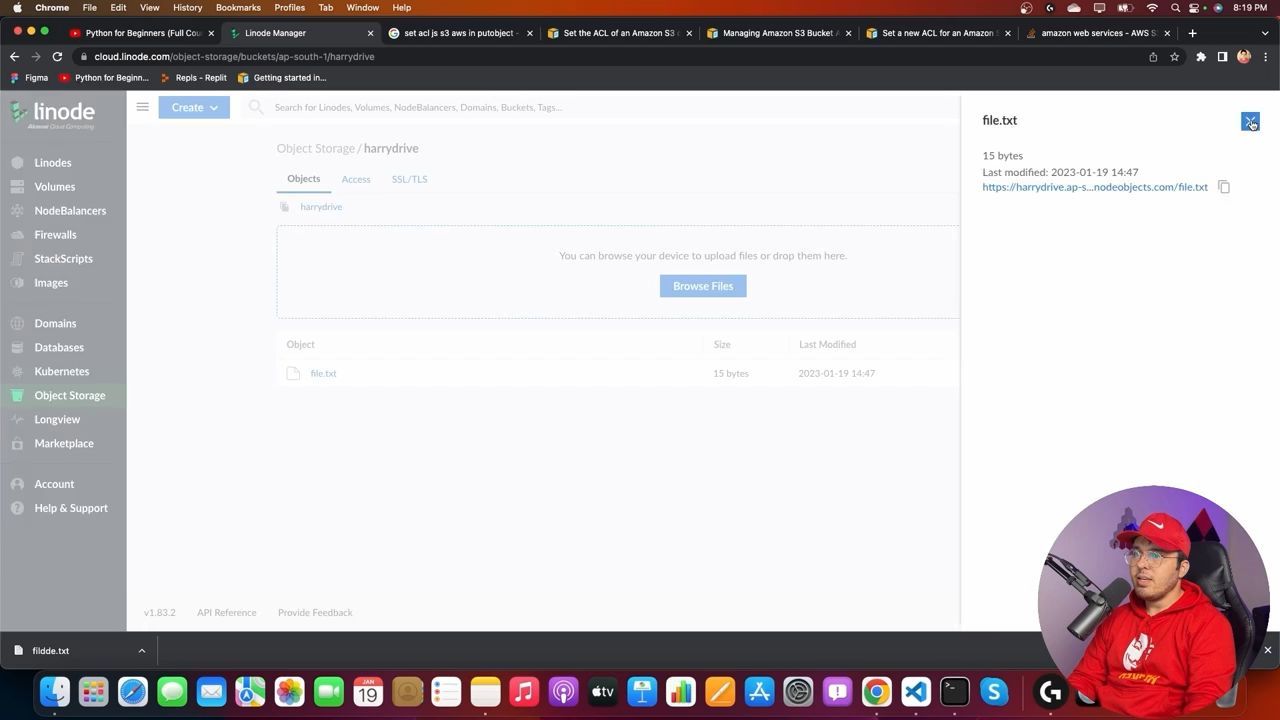 Chrome File Edit View History Bookmarks Profiles Tab Window Help 8:19 PM
Python for Beginners (Full Cou
Linode Manager
set acl js s3 aws in putobject -
Set the ACL of an Amazon S3
Managing Amazon S3 Bucket A
Set a new ACL for an Amazon S
amazon web services - AWS S
cloud.linode.com/object-storage/buckets/ap-south-1/harrydrive
Figma
Python for Beginn...
Repls - Replit
Getting started in...
linode
Akamai Cloud Computing
Create
Search for Linodes, Volumes, NodeBalancers, Domains, Buckets, Tags...
Linodes
Volumes
NodeBalancers
Firewalls
StackScripts
Images
Domains
Databases
Kubernetes
Object Storage
Longview
Marketplace
Account
Help & Support
Object Storage / harrydrive
Objects Access SSL/TLS
harrydrive
You can browse your device to upload files or drop them here.
Browse Files
Object Size Last Modified
file.txt 15 bytes 2023-01-19 14:47
v1.83.2 API Reference Provide Feedback
file.txt
15 bytes
Last modified: 2023-01-19 14:47
https://harrydrive.ap-s...nodeobjects.com/file.txt
fildde.txt
JAN
19
tv